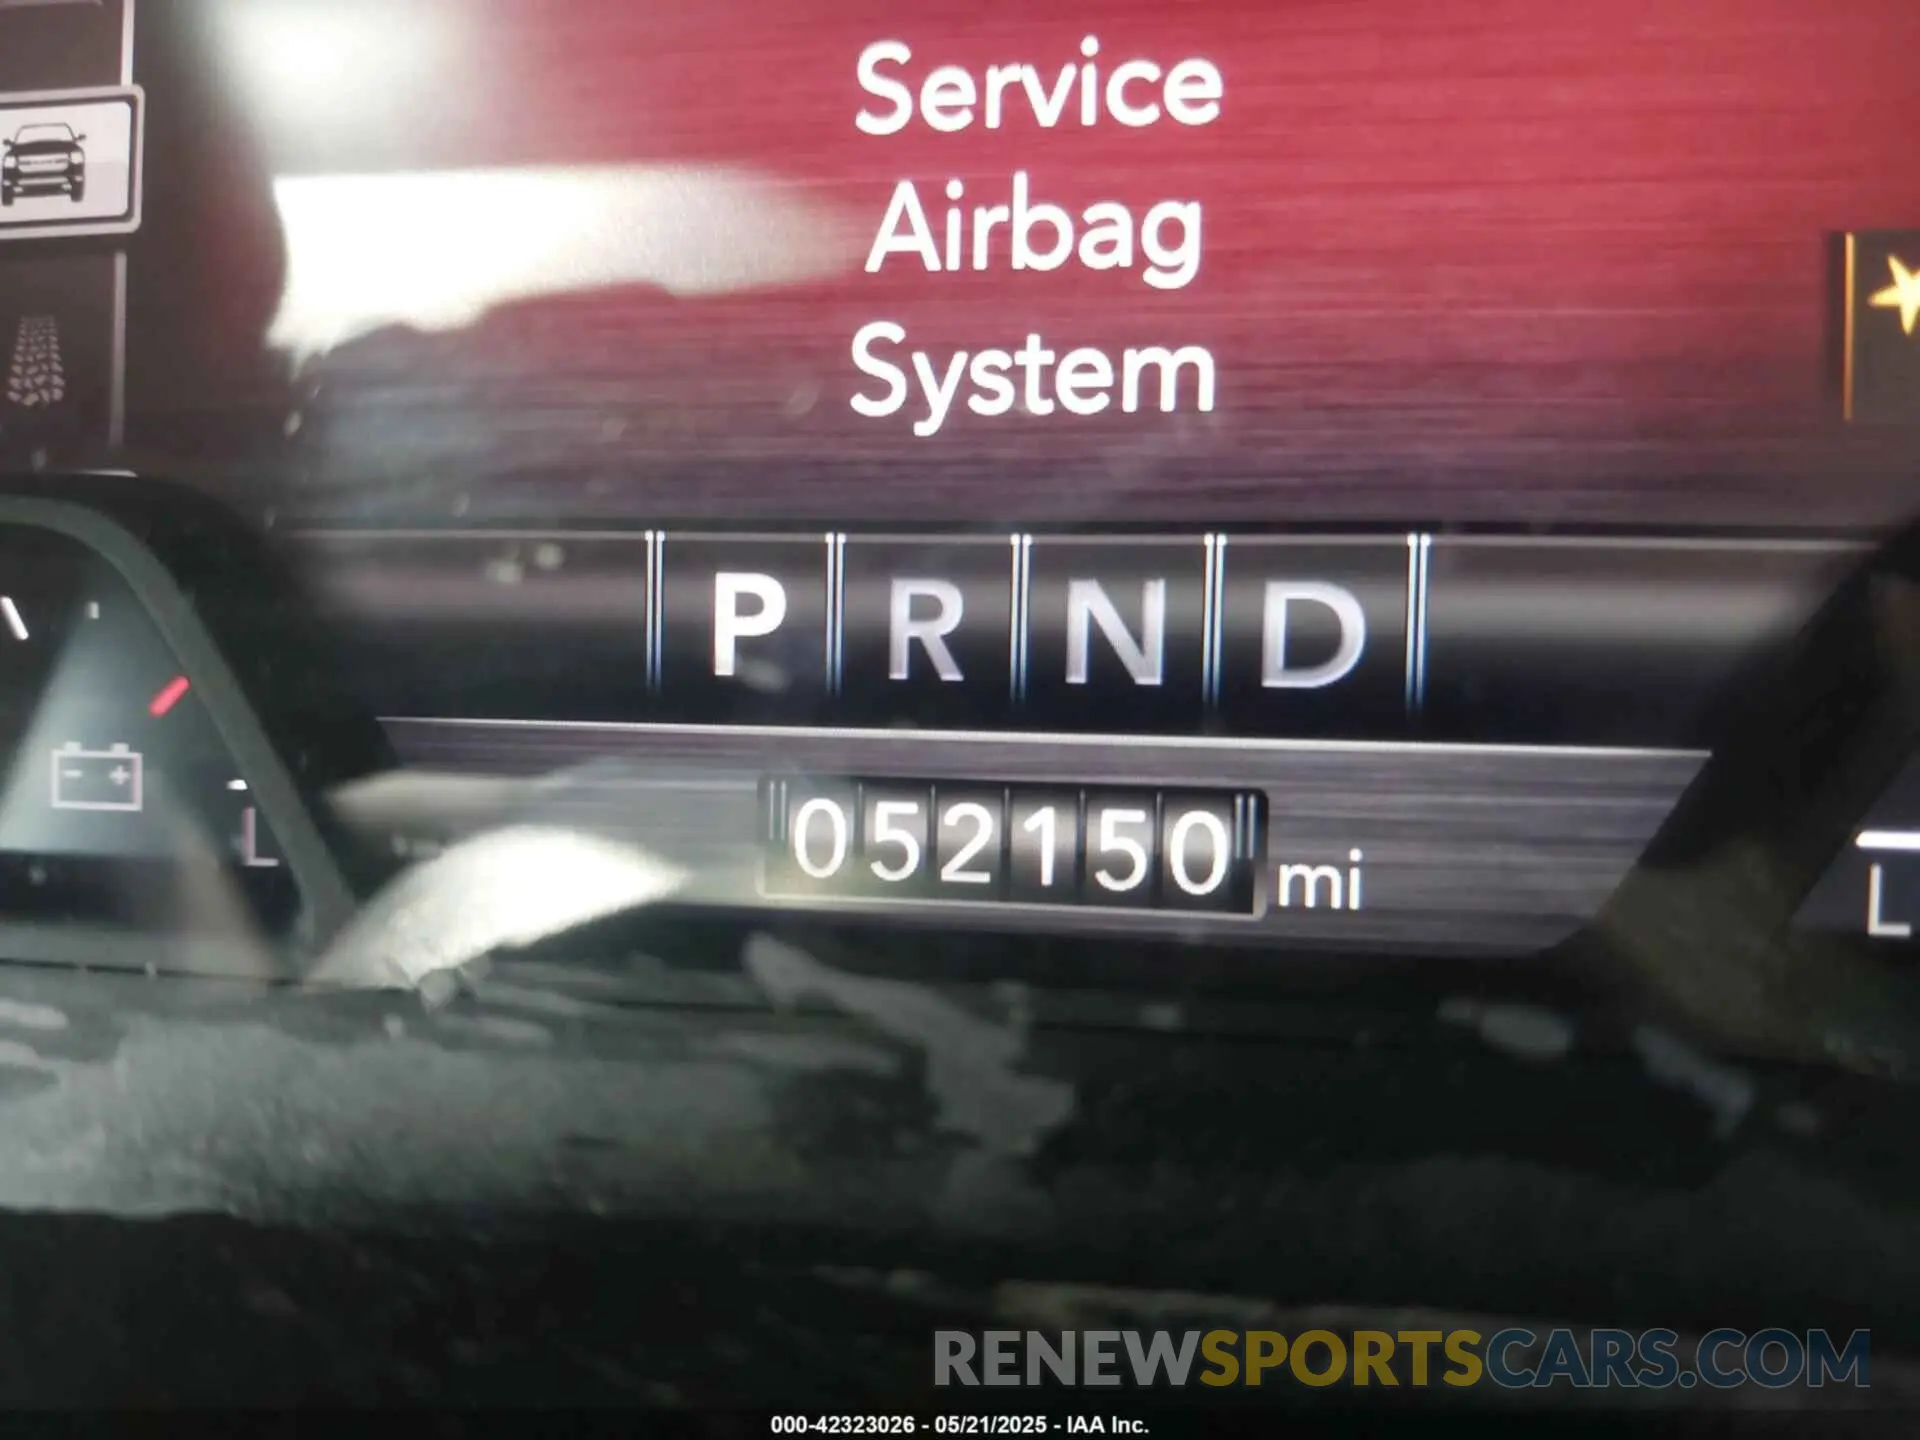 Service
Airbag
System
P R N D
052150 mi
L
L
RENEWSPORTSCARS.COM
000-42323026 - 05/21/2025 - IAA Inc.